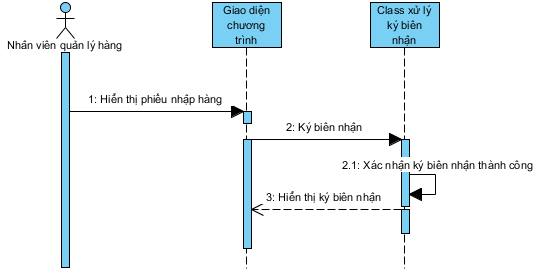 Giao diện
chương
trình
Class xử lý
ký biên
nhận
Nhân viên quản lý hàng
1: Hiển thị phiếu nhập hàng
2: Ký biên nhận
2.1: Xác nhận ký biên nhận thành công
3: Hiển thị ký biên nhận